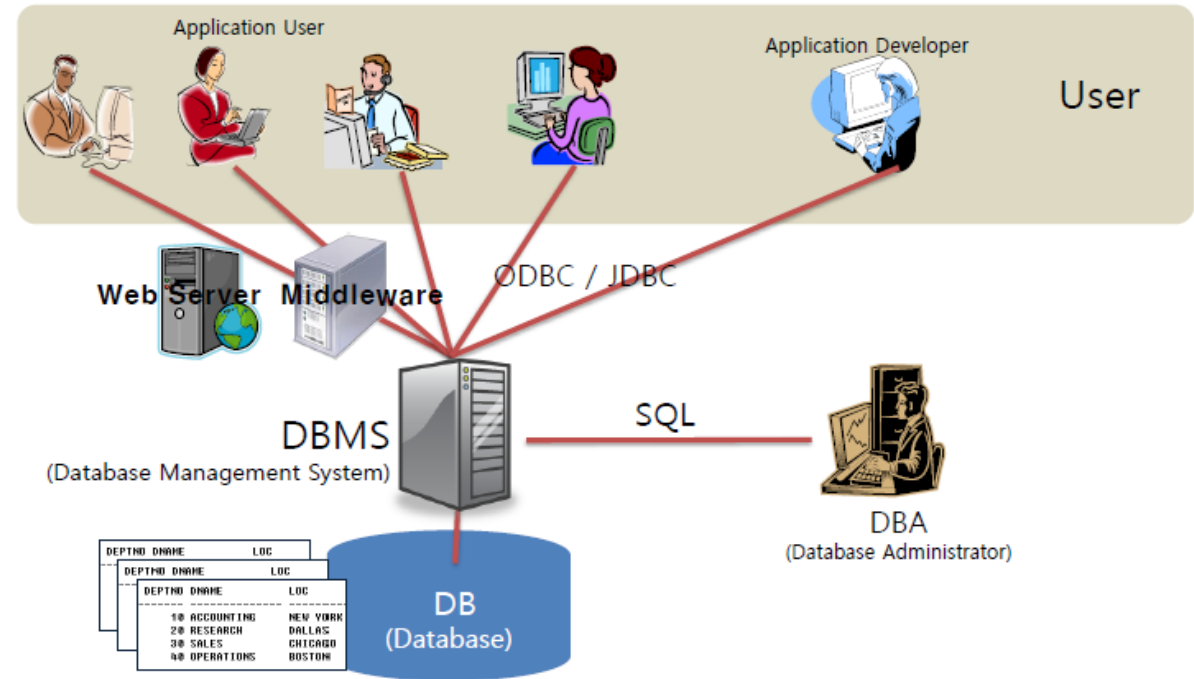 Application User
Application Developer
User
Web Server
Middleware
ODBC / JDBC
DBMS
(Database Management System)
SQL
DBA
(Database Administrator)
DEPTNO DNAME LOC
DEPTNO DNAME LOC
DEPTNO DNAME LOC
10 ACCOUNTING NEW YORK
20 RESEARCH DALLAS
30 SALES CHICAGO
40 OPERATIONS BOSTON
DB
(Database)